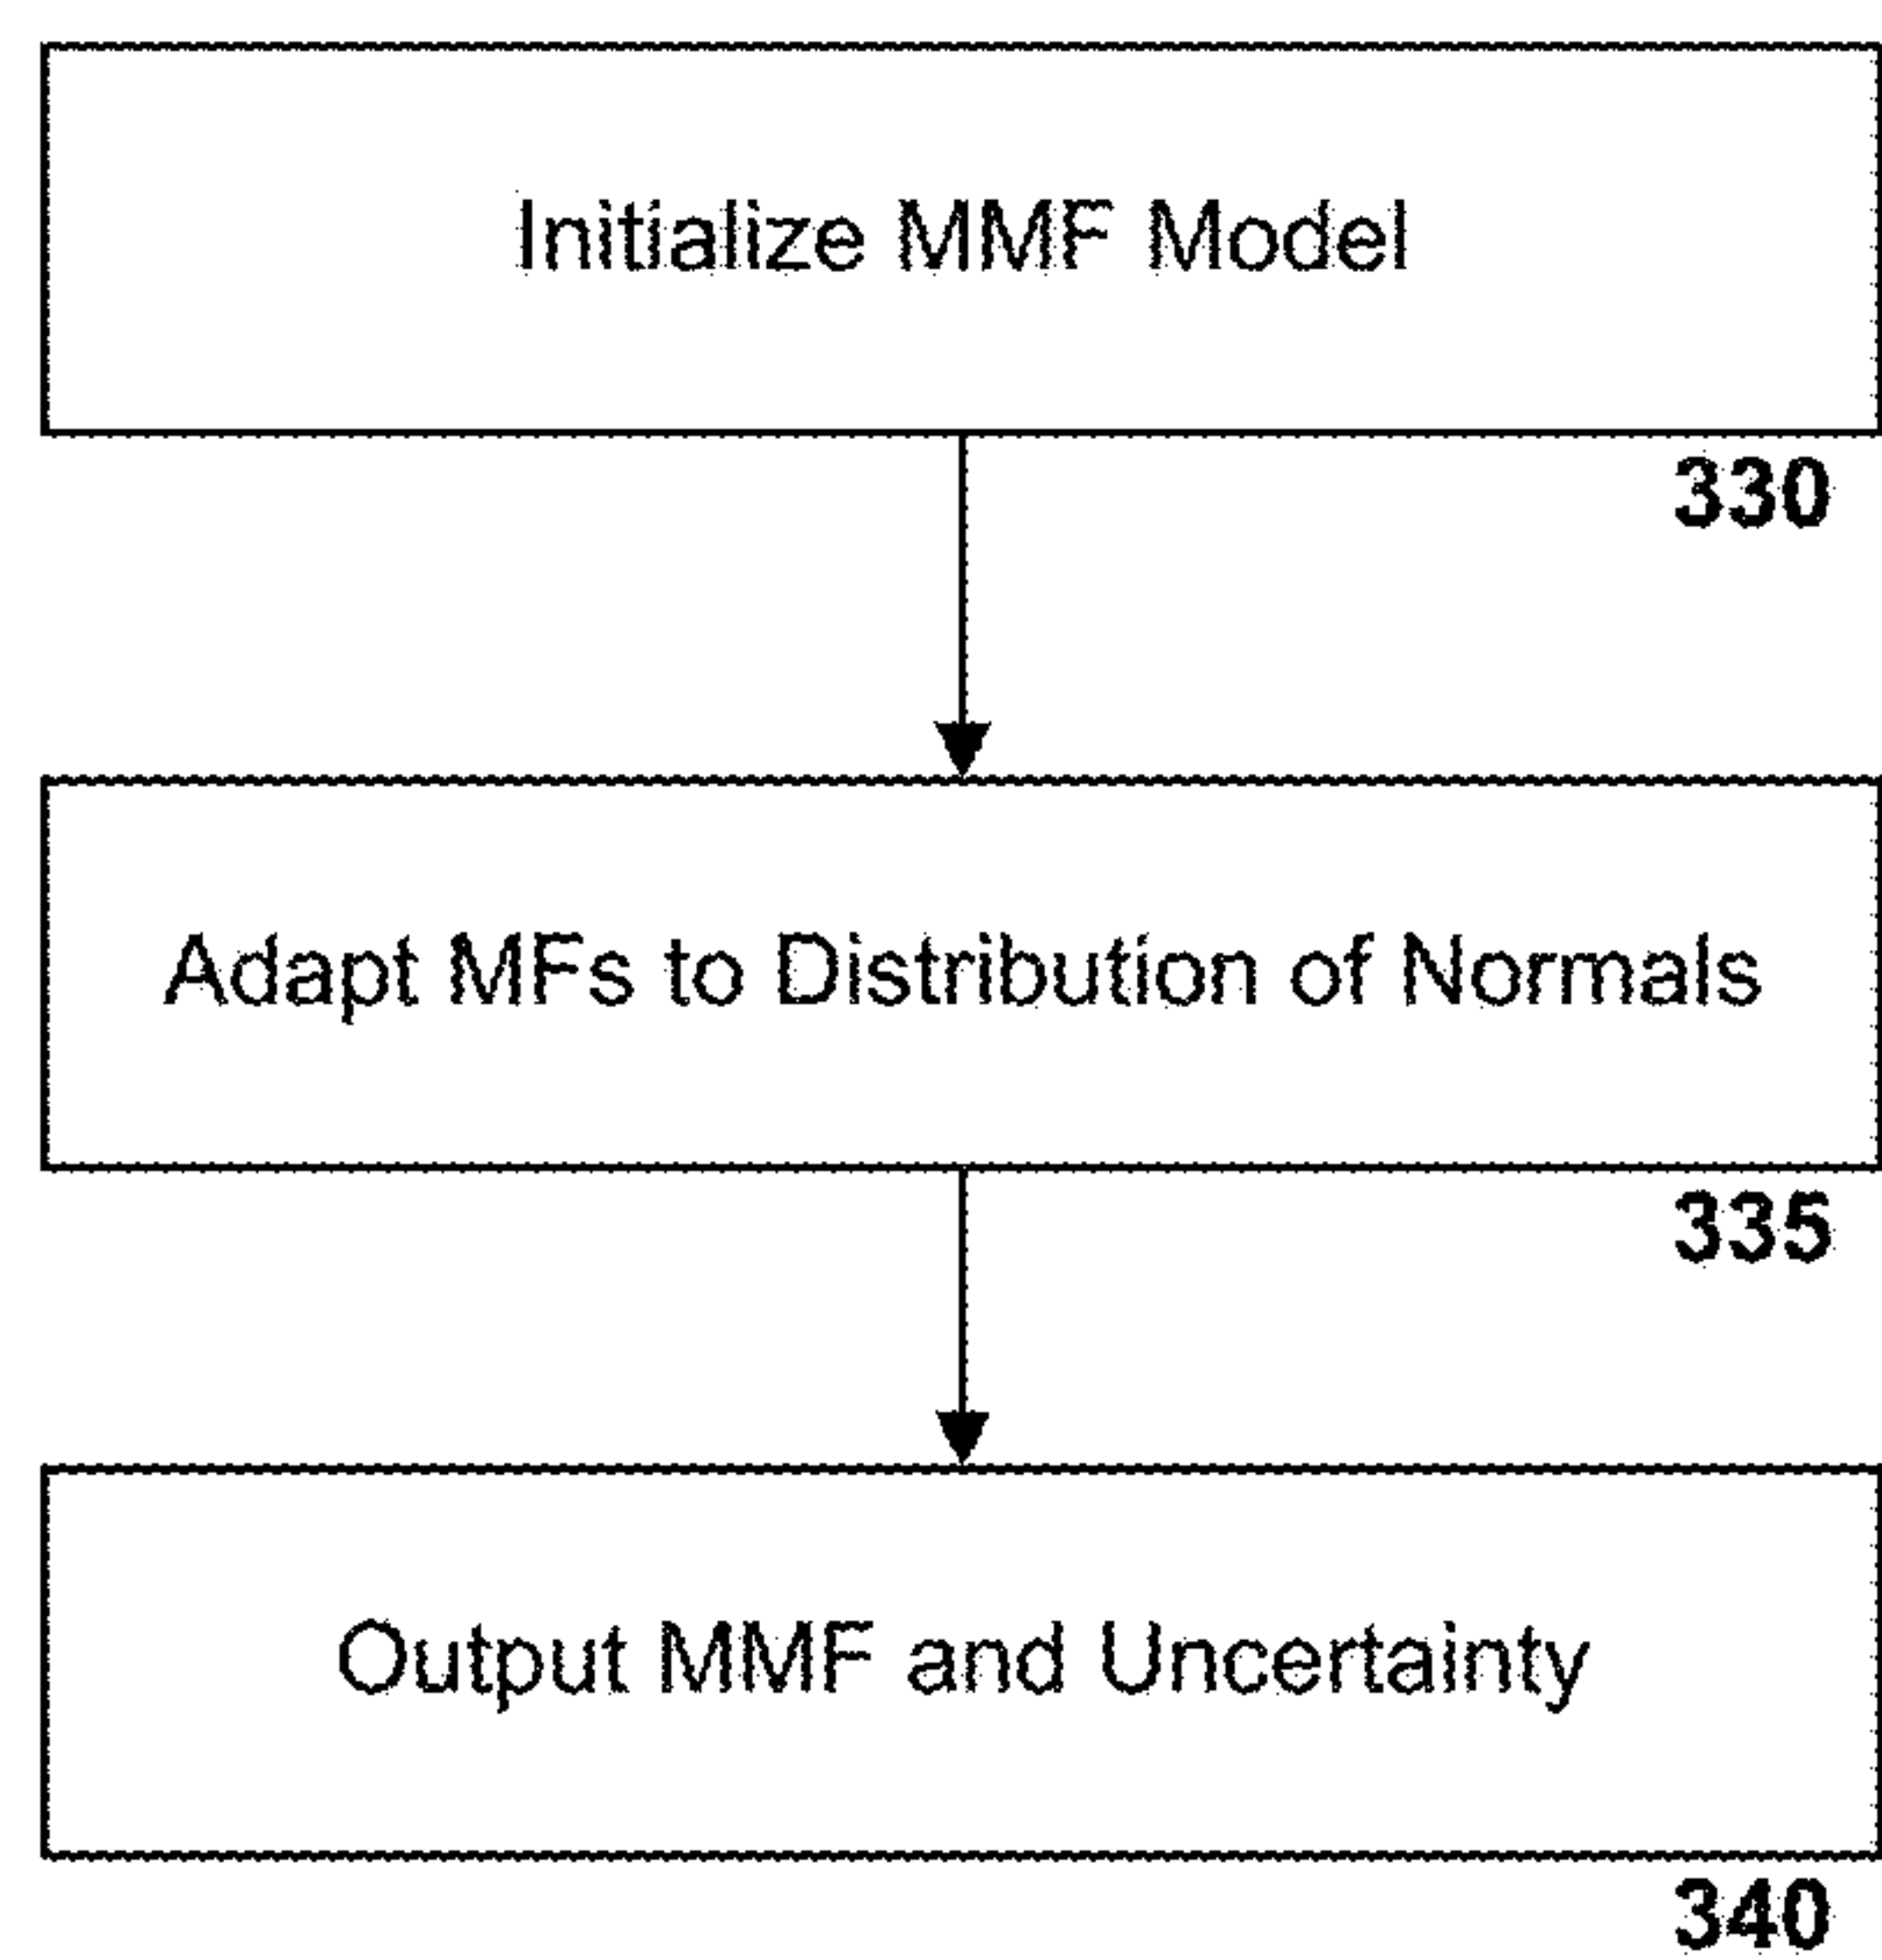 Initialize MMF Model
330
Adapt MFs to Distribution of Normals
335
Output MMF and Uncertainty
340